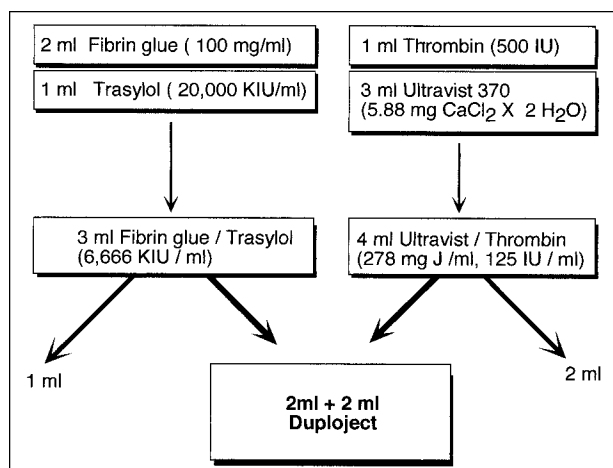 2 ml Fibrin glue ( 100 mg/ml)
1 ml Trasylol ( 20,000 KIU/ml)
1 ml Thrombin (500 IU)
3 ml Ultravist 370
(5.88 mg CaCl2 X 2 H2O)
3 ml Fibrin glue / Trasylol
(6,666 KIU / ml)
4 ml Ultravist / Thrombin
(278 mg J /ml, 125 IU / ml)
1 ml
2ml + 2 ml
Duploject
2 ml